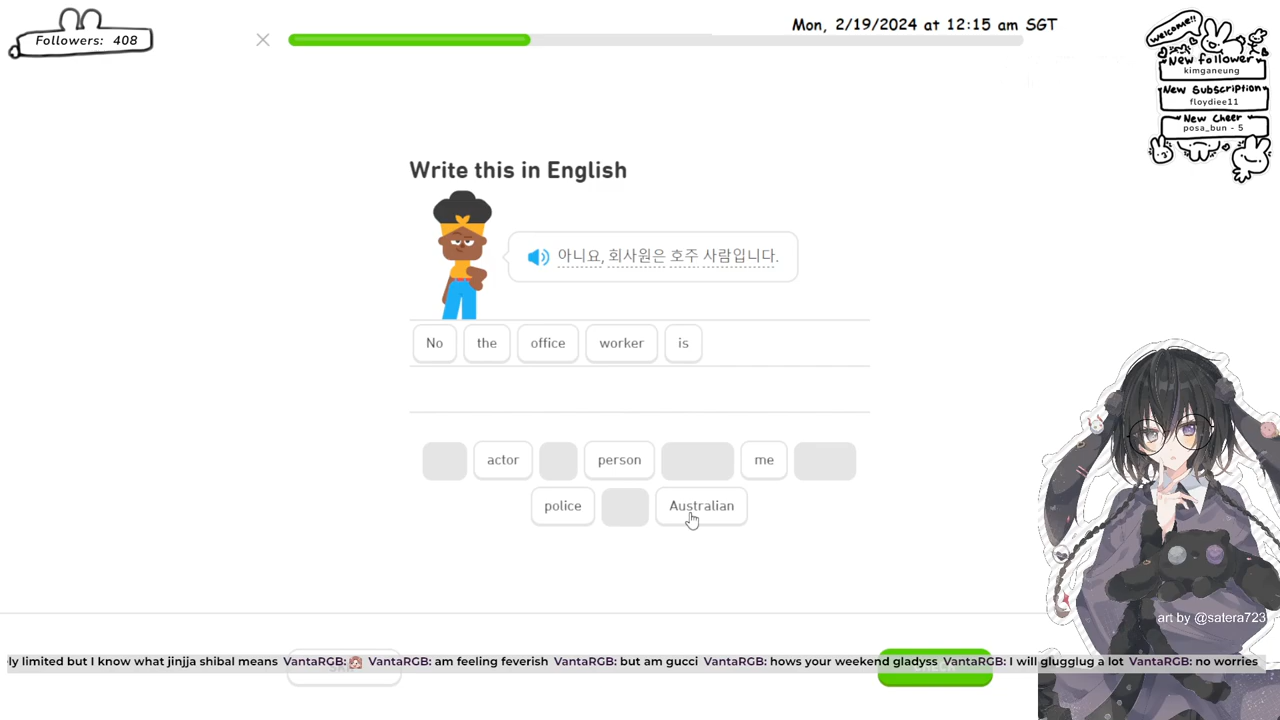 Followers: 408
Mon, 2/19/2024 at 12:15 am SGT
welcome!!
New follower
kimganeung
New Subscription
floydiee11
New Cheer
posa_bun - 5
Write this in English
아니요, 회사원은 호주 사람입니다.
No the office worker is
actor person me
police Australian
art by @satera723
ly limited but I know what jinjja shibal means VantaRGB: VantaRGB: am feeling feverish VantaRGB: but am gucci VantaRGB: hows your weekend gladyss VantaRGB: I will glugglug a lot VantaRGB: no worries